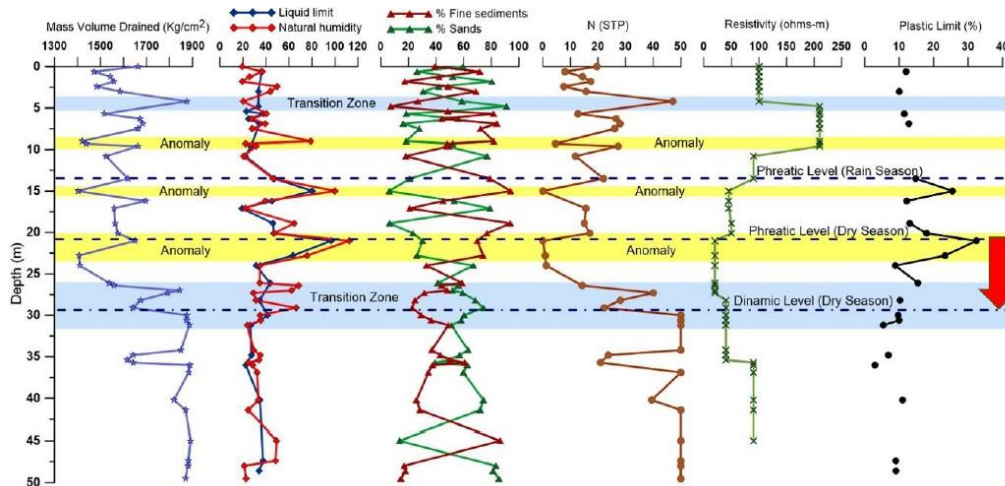 Mass Volume Drained (Kg/cm²)
1300 1500 1700 1900
Liquid limit
Natural humidity
0 20 40 60 80 100 120
% Fine sediments
% Sands
0 20 40 60 80 100
N (STP)
0 10 20 30 40 50
Resistivity (ohms-m)
0 50 100 150 200 250
Plastic Limit (%)
0 10 20 30 40
Depth (m)
0
5
10
15
20
25
30
35
40
45
50
Transition Zone
Anomaly Anomaly
Phreatic Level (Rain Season)
Anomaly Anomaly
Phreatic Level (Dry Season)
Anomaly Anomaly
Transition Zone
Dinamic Level (Dry Season)